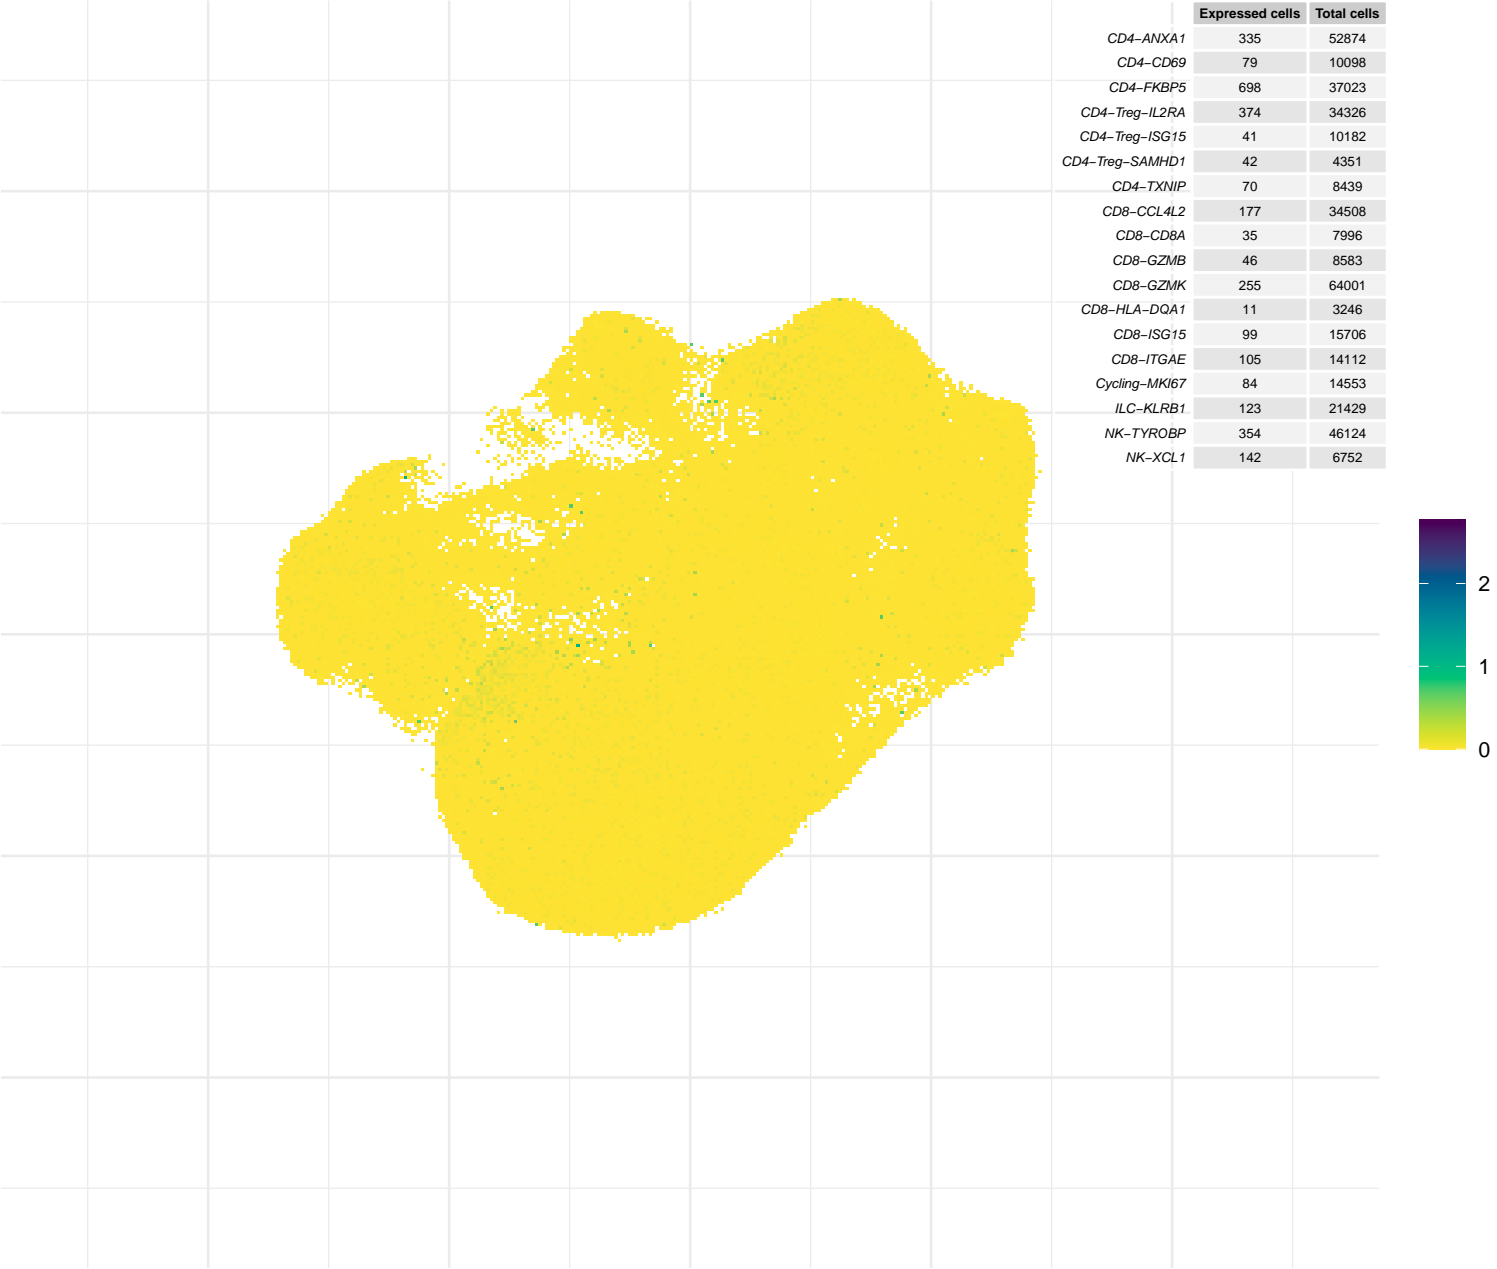 Expressed cells Total cells
CD4−ANXA1 335 52874
CD4−CD69 79 10098
CD4−FKBP5 698 37023
CD4−Treg−IL2RA 374 34326
CD4−Treg−ISG15 41 10182
CD4−Treg−SAMHD1 42 4351
CD4−TXNIP 70 8439
CD8−CCL4L2 177 34508
CD8−CD8A 35 7996
CD8−GZMB 46 8583
CD8−GZMK 255 64001
CD8−HLA−DQA1 11 3246
CD8−ISG15 99 15706
CD8−ITGAE 105 14112
Cycling−MKI67 84 14553
ILC−KLRB1 123 21429
NK−TYROBP 354 46124
NK−XCL1 142 6752
2
1
0